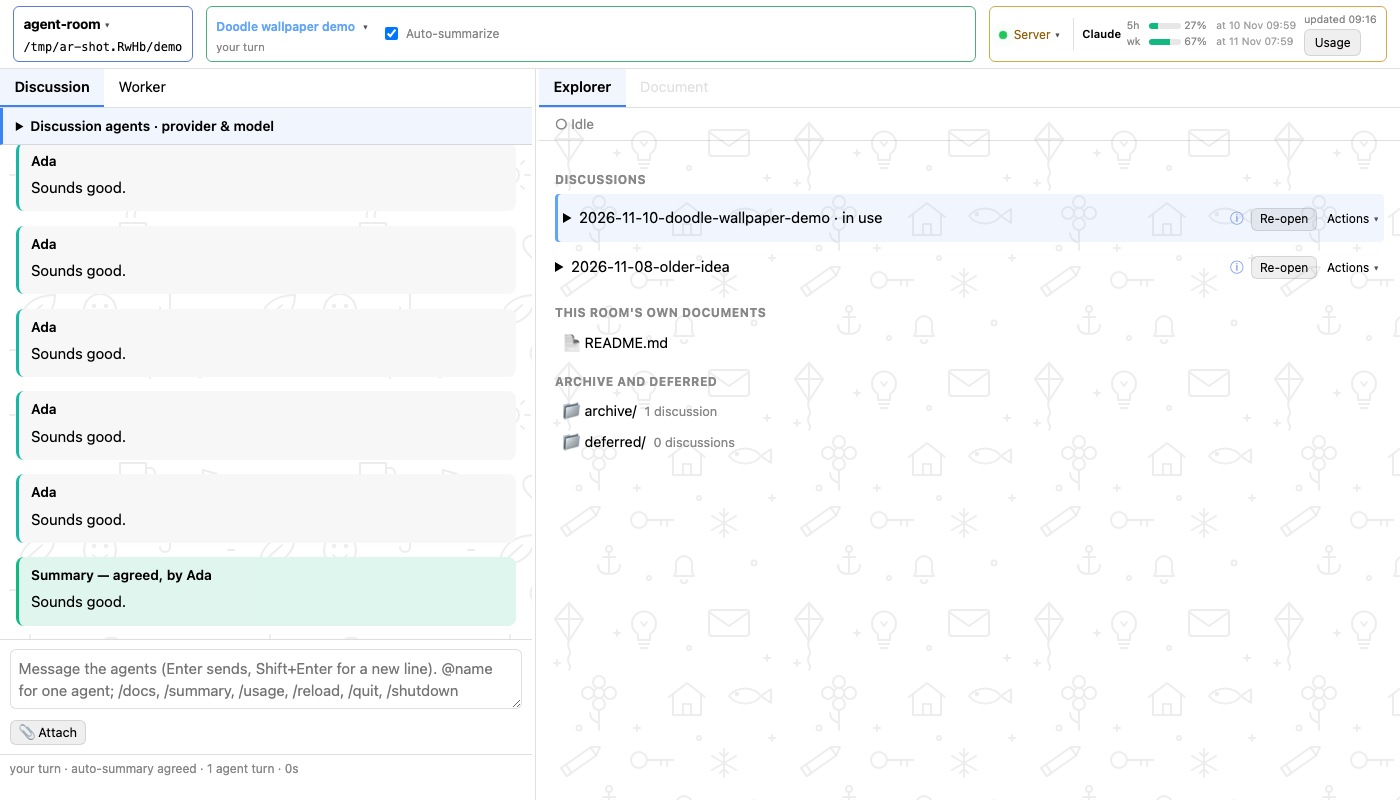 agent-room ▾
/tmp/ar-shot.RwHb/demo
Doodle wallpaper demo ▾
your turn
Auto-summarize
Server ▾
Claude
5h 27% at 10 Nov 09:59
wk 67% at 11 Nov 07:59
updated 09:16
Usage
Discussion Worker
Discussion agents · provider & model
Ada
Sounds good.
Ada
Sounds good.
Ada
Sounds good.
Ada
Sounds good.
Ada
Sounds good.
Summary — agreed, by Ada
Sounds good.
Message the agents (Enter sends, Shift+Enter for a new line). @name
for one agent; /docs, /summary, /usage, /reload, /quit, /shutdown
Attach
your turn · auto-summary agreed · 1 agent turn · 0s
Explorer Document
Idle
DISCUSSIONS
2026-11-10-doodle-wallpaper-demo · in use ⓘ Re-open Actions ▾
2026-11-08-older-idea ⓘ Re-open Actions ▾
THIS ROOM'S OWN DOCUMENTS
README.md
ARCHIVE AND DEFERRED
archive/ 1 discussion
deferred/ 0 discussions